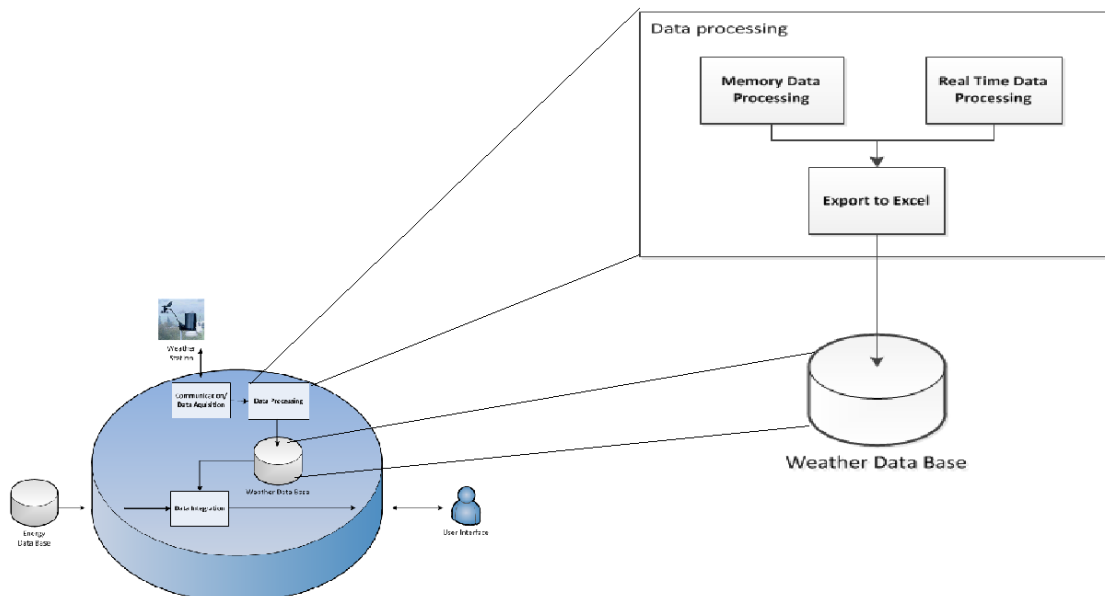 Data processing
Memory Data
Processing
Real Time Data
Processing
Export to Excel
Weather Data Base
Weather
Station
Communication/
Data Aquisition
Data Processing
Weather Data Base
Data Integration
Energy
Data Base
User Interface